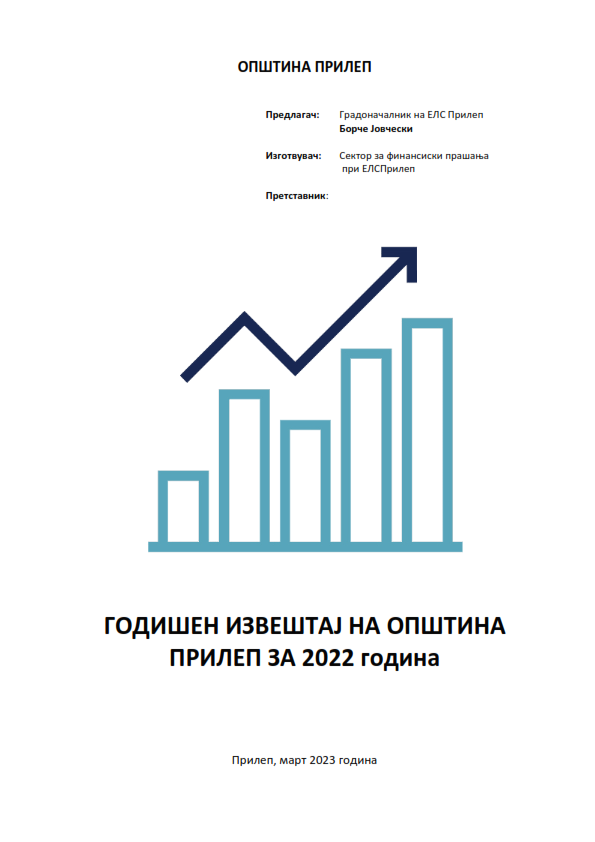 ОПШТИНА ПРИЛЕП
Предлагач: Градоначалник на ЕЛС Прилеп
Борче Јовчески
Изготвувач: Сектор за финансиски прашања
при ЕЛСПрилеп
Претставник:
ГОДИШЕН ИЗВЕШТАЈ НА ОПШТИНА
ПРИЛЕП ЗА 2022 година
Прилеп, март 2023 година